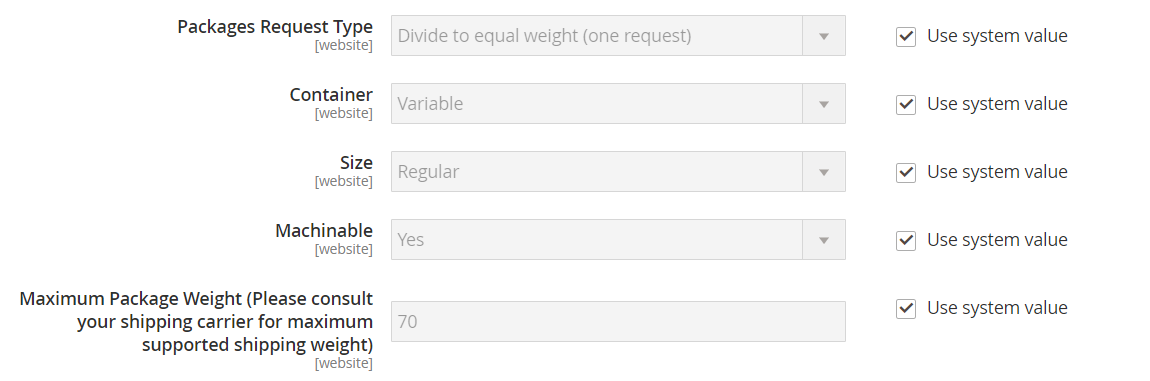 Packages Request Type
[website]
Divide to equal weight (one request)
Use system value
Container
[website]
Variable
Use system value
Size
[website]
Regular
Use system value
Machinable
[website]
Yes
Use system value
Maximum Package Weight (Please consult
your shipping carrier for maximum
supported shipping weight)
[website]
70
Use system value